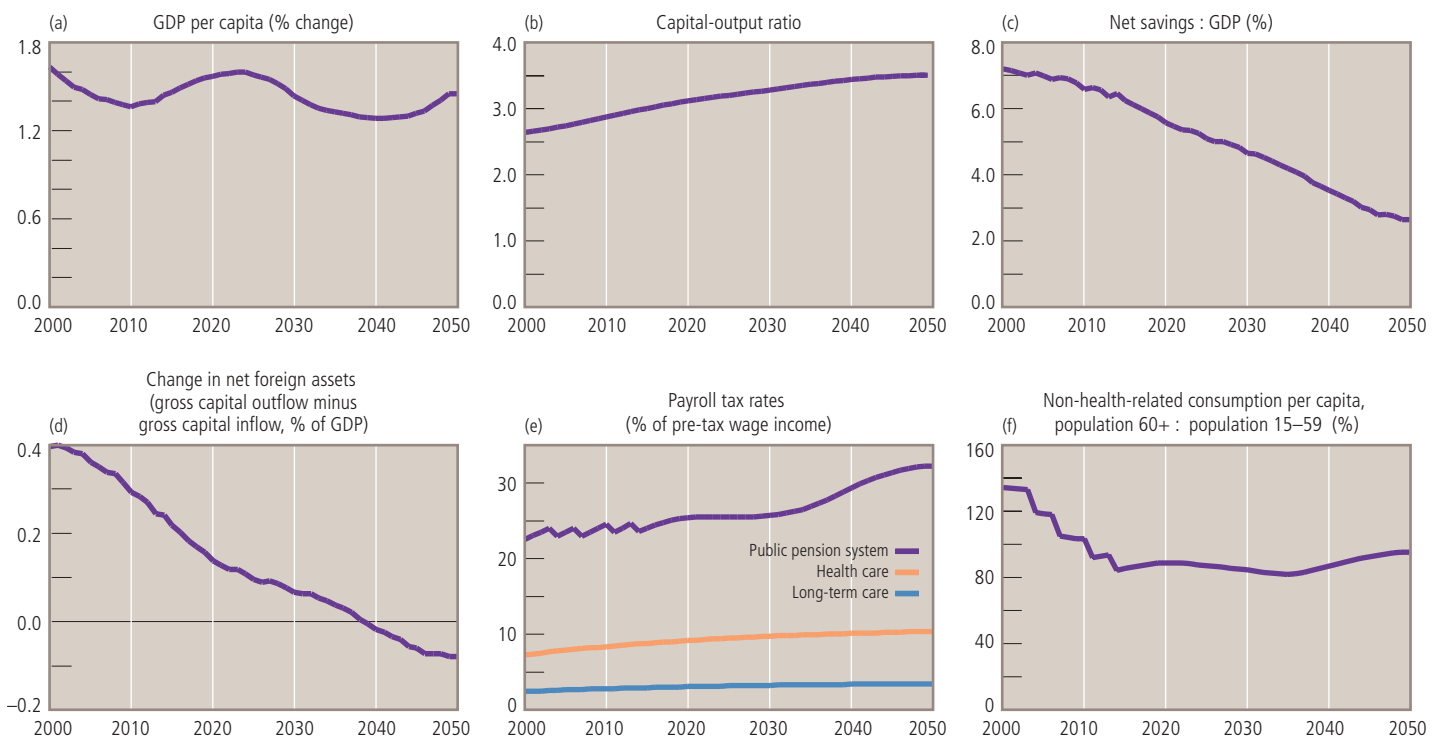 (a) GDP per capita (% change)
1.8
1.2
0.6
0.0
2000 2010 2020 2030 2040 2050
(b) Capital-output ratio
4.0
3.0
2.0
1.0
0.0
2000 2010 2020 2030 2040 2050
(c) Net savings : GDP (%)
8.0
6.0
4.0
2.0
0.0
2000 2010 2020 2030 2040 2050
Change in net foreign assets
(gross capital outflow minus
(d) gross capital inflow, % of GDP)
0.4
0.2
0.0
–0.2
2000 2010 2020 2030 2040 2050
Payroll tax rates
(e) (% of pre-tax wage income)
30
20
10
0
Public pension system
Health care
Long-term care
2000 2010 2020 2030 2040 2050
Non-health-related consumption per capita,
(f) population 60+ : population 15–59 (%)
160
120
80
40
0
2000 2010 2020 2030 2040 2050